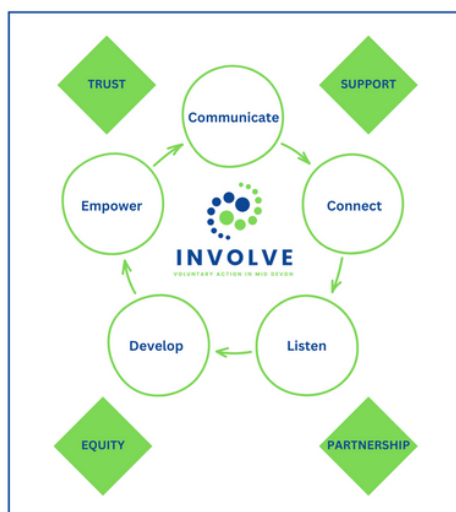 TRUST
SUPPORT
Communicate
Empower
Connect
INVOLVE
VOLUNTARY ACTION IN MID DEVON
Develop
Listen
EQUITY
PARTNERSHIP